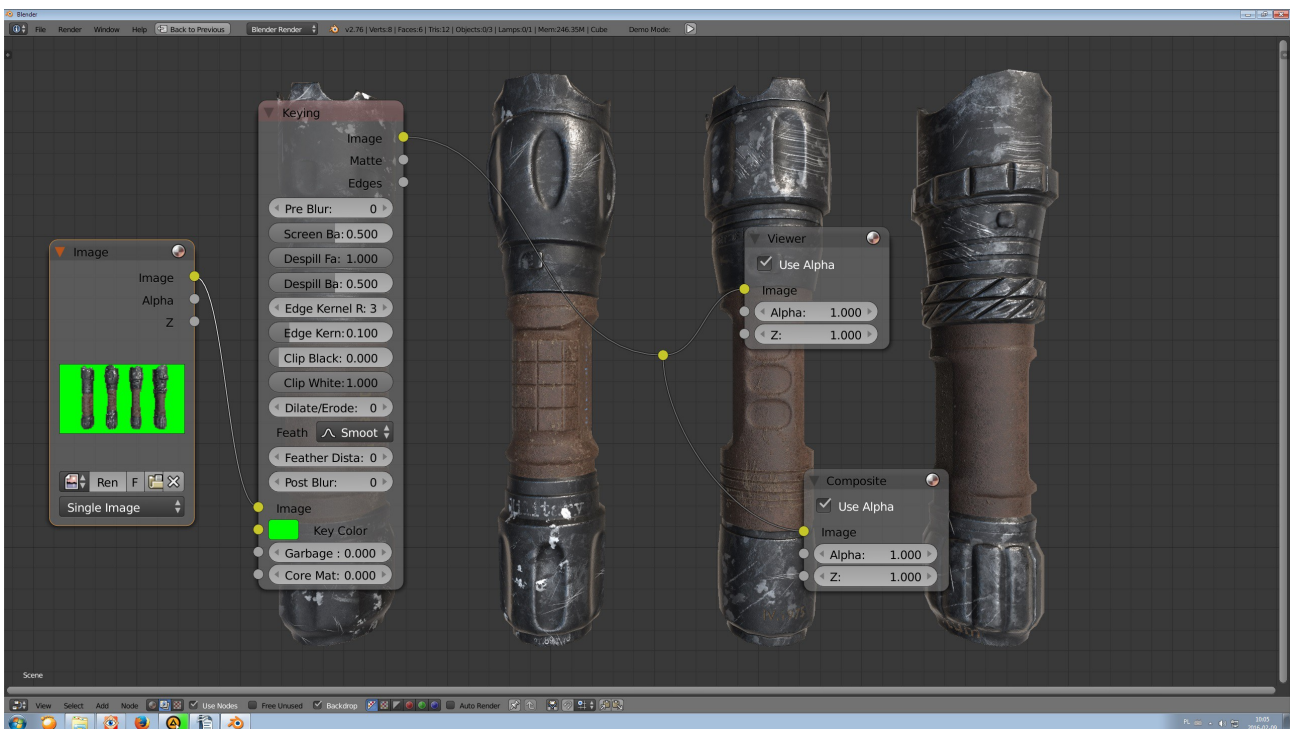 Blender
File Render Window Help Back to Previous Blender Render v2.76 | Verts:8 | Faces:6 | Tris:12 | Objects:0/3 | Lamps:0/1 | Mem:246.35M | Cube Demo Mode:
Keying
Image
Matte
Edges
Pre Blur: 0
Screen Ba: 0.500
Despill Fa: 1.000
Despill Ba: 0.500
Edge Kernel R: 3
Edge Kern: 0.100
Clip Black: 0.000
Clip White: 1.000
Dilate/Erode: 0
Feath Smoot
Feather Dista: 0
Post Blur: 0
Image
Key Color
Garbage : 0.000
Core Mat: 0.000
Image
Image
Alpha
Z
Ren F
Single Image
Viewer
Use Alpha
Image
Alpha: 1.000
Z: 1.000
Composite
Use Alpha
Image
Alpha: 1.000
Z: 1.000
Scene
View Select Add Node Use Nodes Free Unused Backdrop Auto Render
PL 10:05
2016-02-09